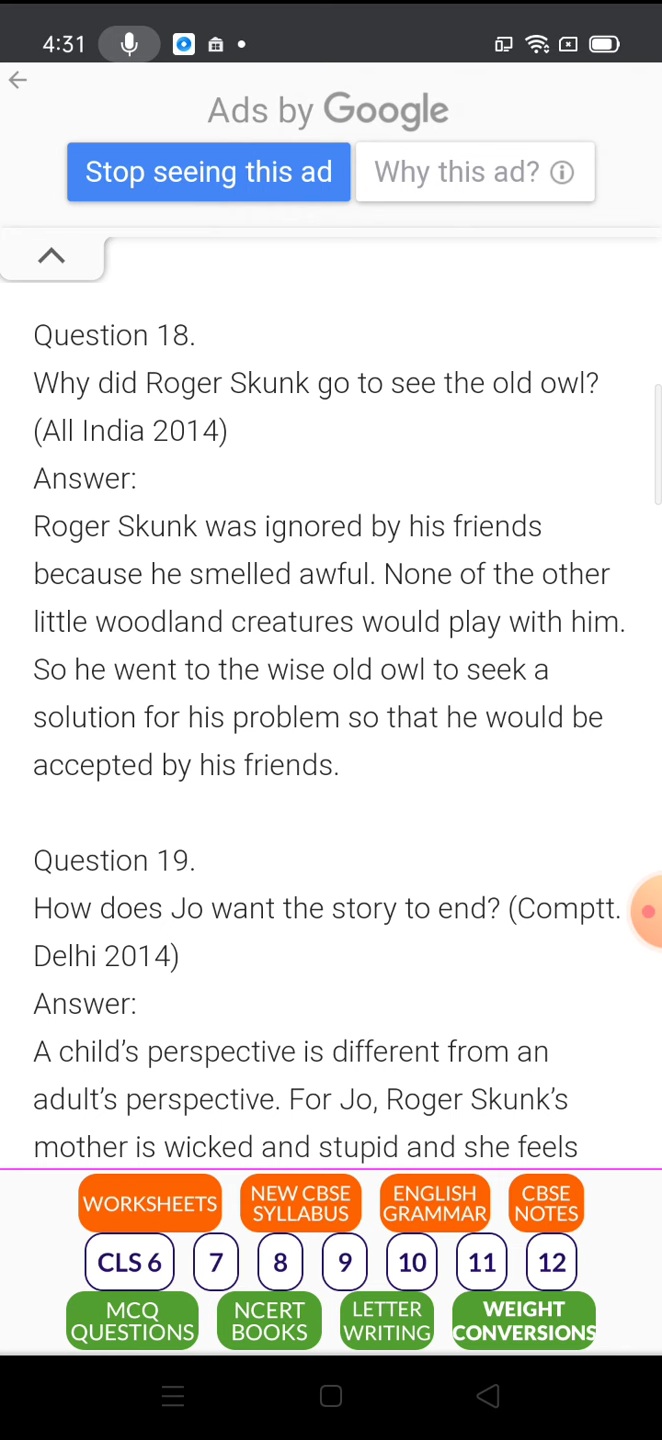 4:31
Ads by Google
Stop seeing this ad
Why this ad?
Question 18.
Why did Roger Skunk go to see the old owl?
(All India 2014)
Answer:
Roger Skunk was ignored by his friends
because he smelled awful. None of the other
little woodland creatures would play with him.
So he went to the wise old owl to seek a
solution for his problem so that he would be
accepted by his friends.
Question 19.
How does Jo want the story to end? (Comptt.
Delhi 2014)
Answer:
A child’s perspective is different from an
adult’s perspective. For Jo, Roger Skunk’s
mother is wicked and stupid and she feels
WORKSHEETS
NEW CBSE
SYLLABUS
ENGLISH
GRAMMAR
CBSE
NOTES
CLS 6 7 8 9 10 11 12
MCQ
QUESTIONS
NCERT
BOOKS
LETTER
WRITING
WEIGHT
CONVERSIONS